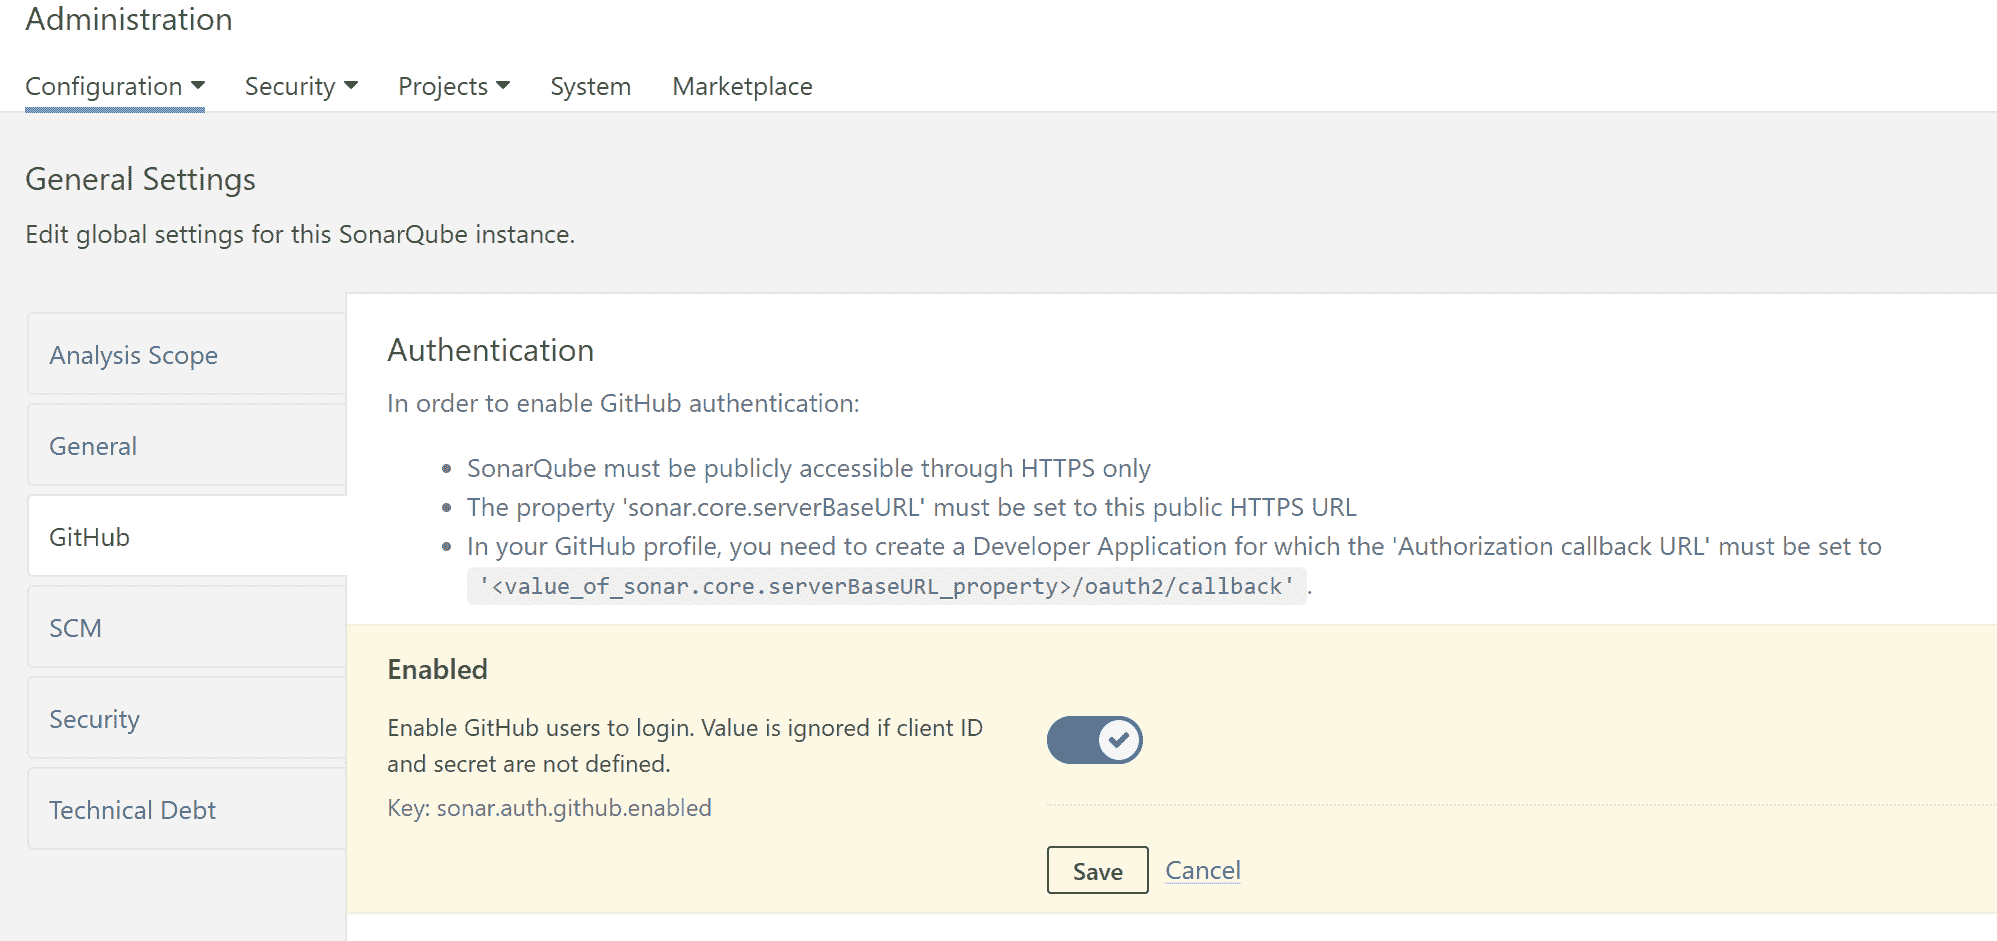 Administration
Configuration Security Projects System Marketplace
General Settings
Edit global settings for this SonarQube instance.
Analysis Scope
General
GitHub
SCM
Security
Technical Debt
Authentication
In order to enable GitHub authentication:
SonarQube must be publicly accessible through HTTPS only
The property 'sonar.core.serverBaseURL' must be set to this public HTTPS URL
In your GitHub profile, you need to create a Developer Application for which the 'Authorization callback URL' must be set to
'<value_of_sonar.core.serverBaseURL_property>/oauth2/callback'.
Enabled
Enable GitHub users to login. Value is ignored if client ID
and secret are not defined.
Key: sonar.auth.github.enabled
Save Cancel